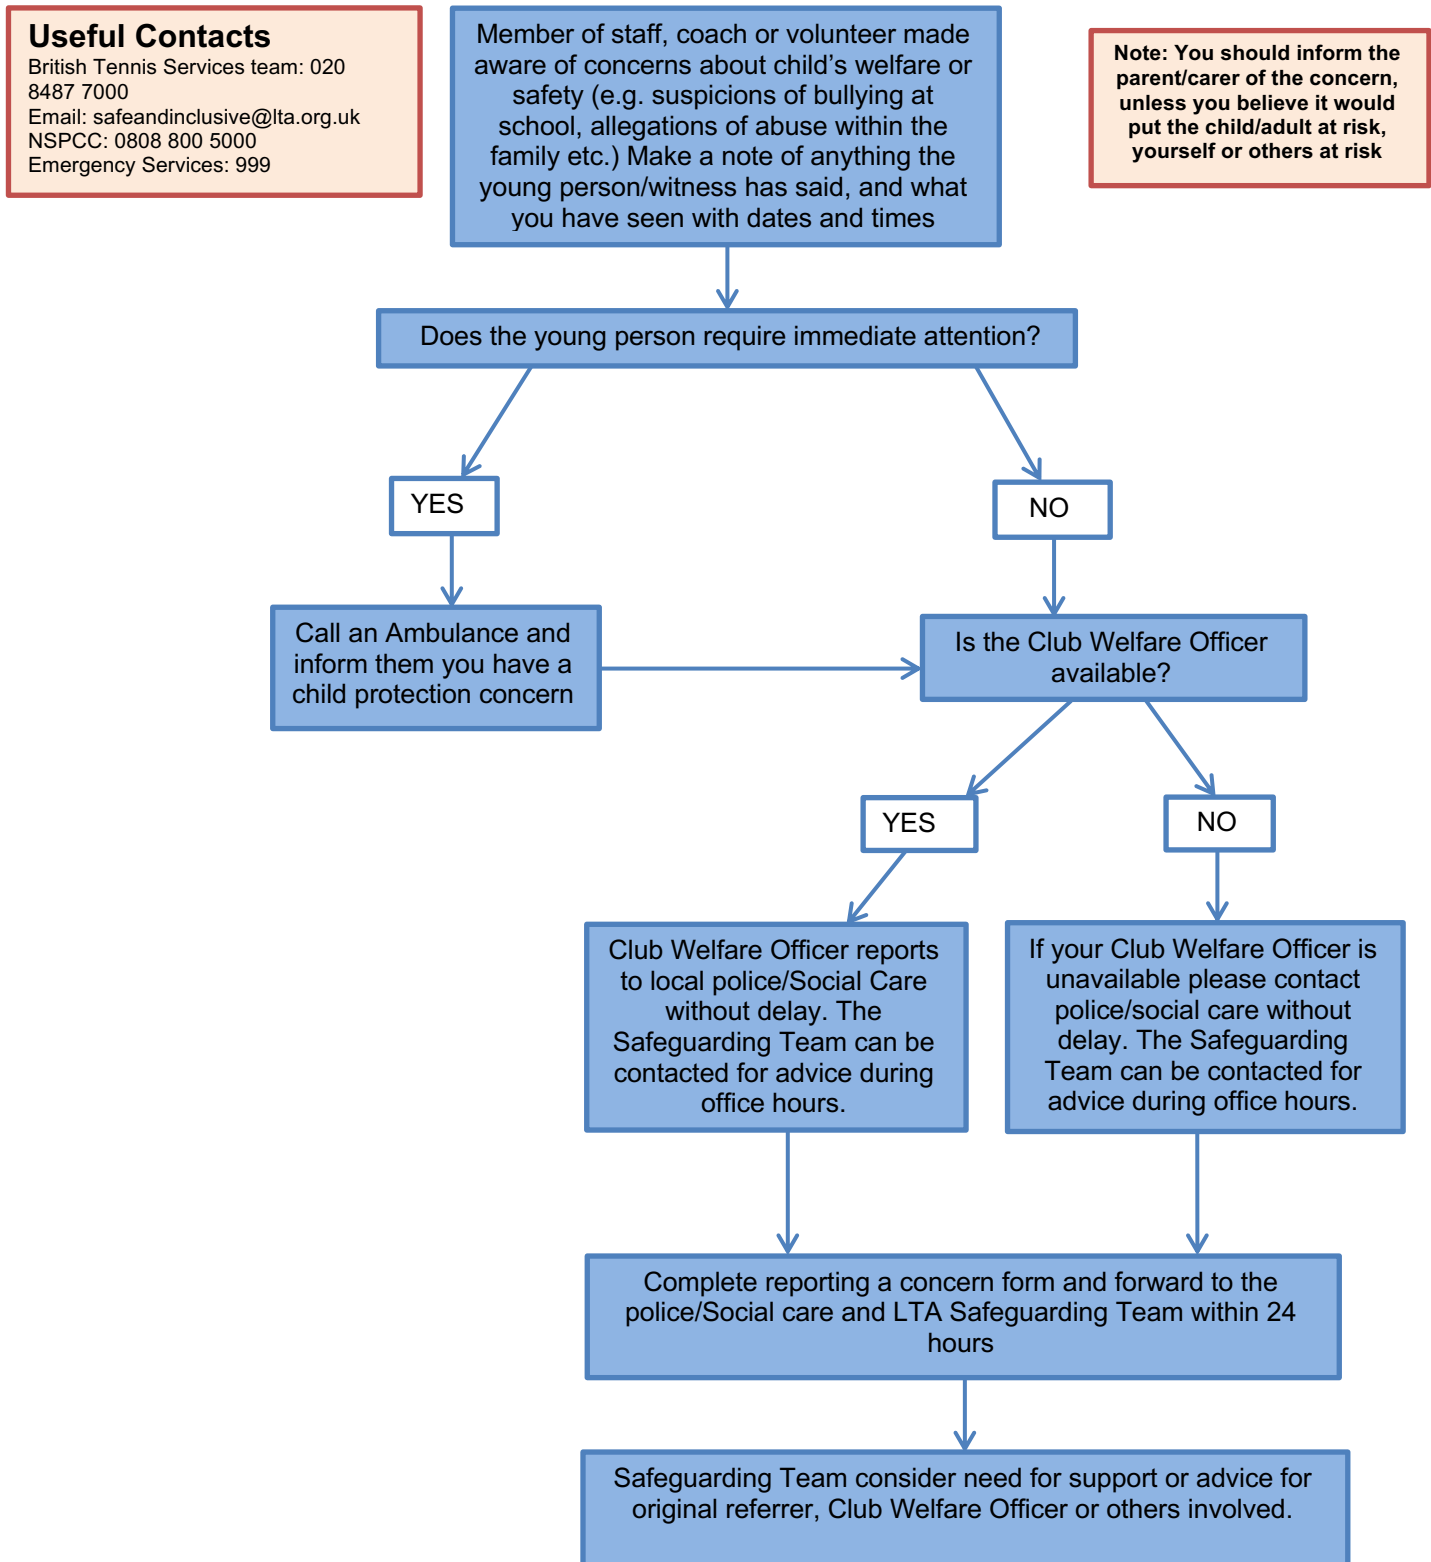 Useful Contacts
British Tennis Services team: 020
8487 7000
Email: safeandinclusive@lta.org.uk
NSPCC: 0808 800 5000
Emergency Services: 999
Member of staff, coach or volunteer made
aware of concerns about child’s welfare or
safety (e.g. suspicions of bullying at
school, allegations of abuse within the
family etc.) Make a note of anything the
young person/witness has said, and what
you have seen with dates and times
Note: You should inform the
parent/carer of the concern,
unless you believe it would
put the child/adult at risk,
yourself or others at risk
Does the young person require immediate attention?
YES
NO
Call an Ambulance and
inform them you have a
child protection concern
Is the Club Welfare Officer
available?
YES
NO
Club Welfare Officer reports
to local police/Social Care
without delay. The
Safeguarding Team can be
contacted for advice during
office hours.
If your Club Welfare Officer is
unavailable please contact
police/social care without
delay. The Safeguarding
Team can be contacted for
advice during office hours.
Complete reporting a concern form and forward to the
police/Social care and LTA Safeguarding Team within 24
hours
Safeguarding Team consider need for support or advice for
original referrer, Club Welfare Officer or others involved.